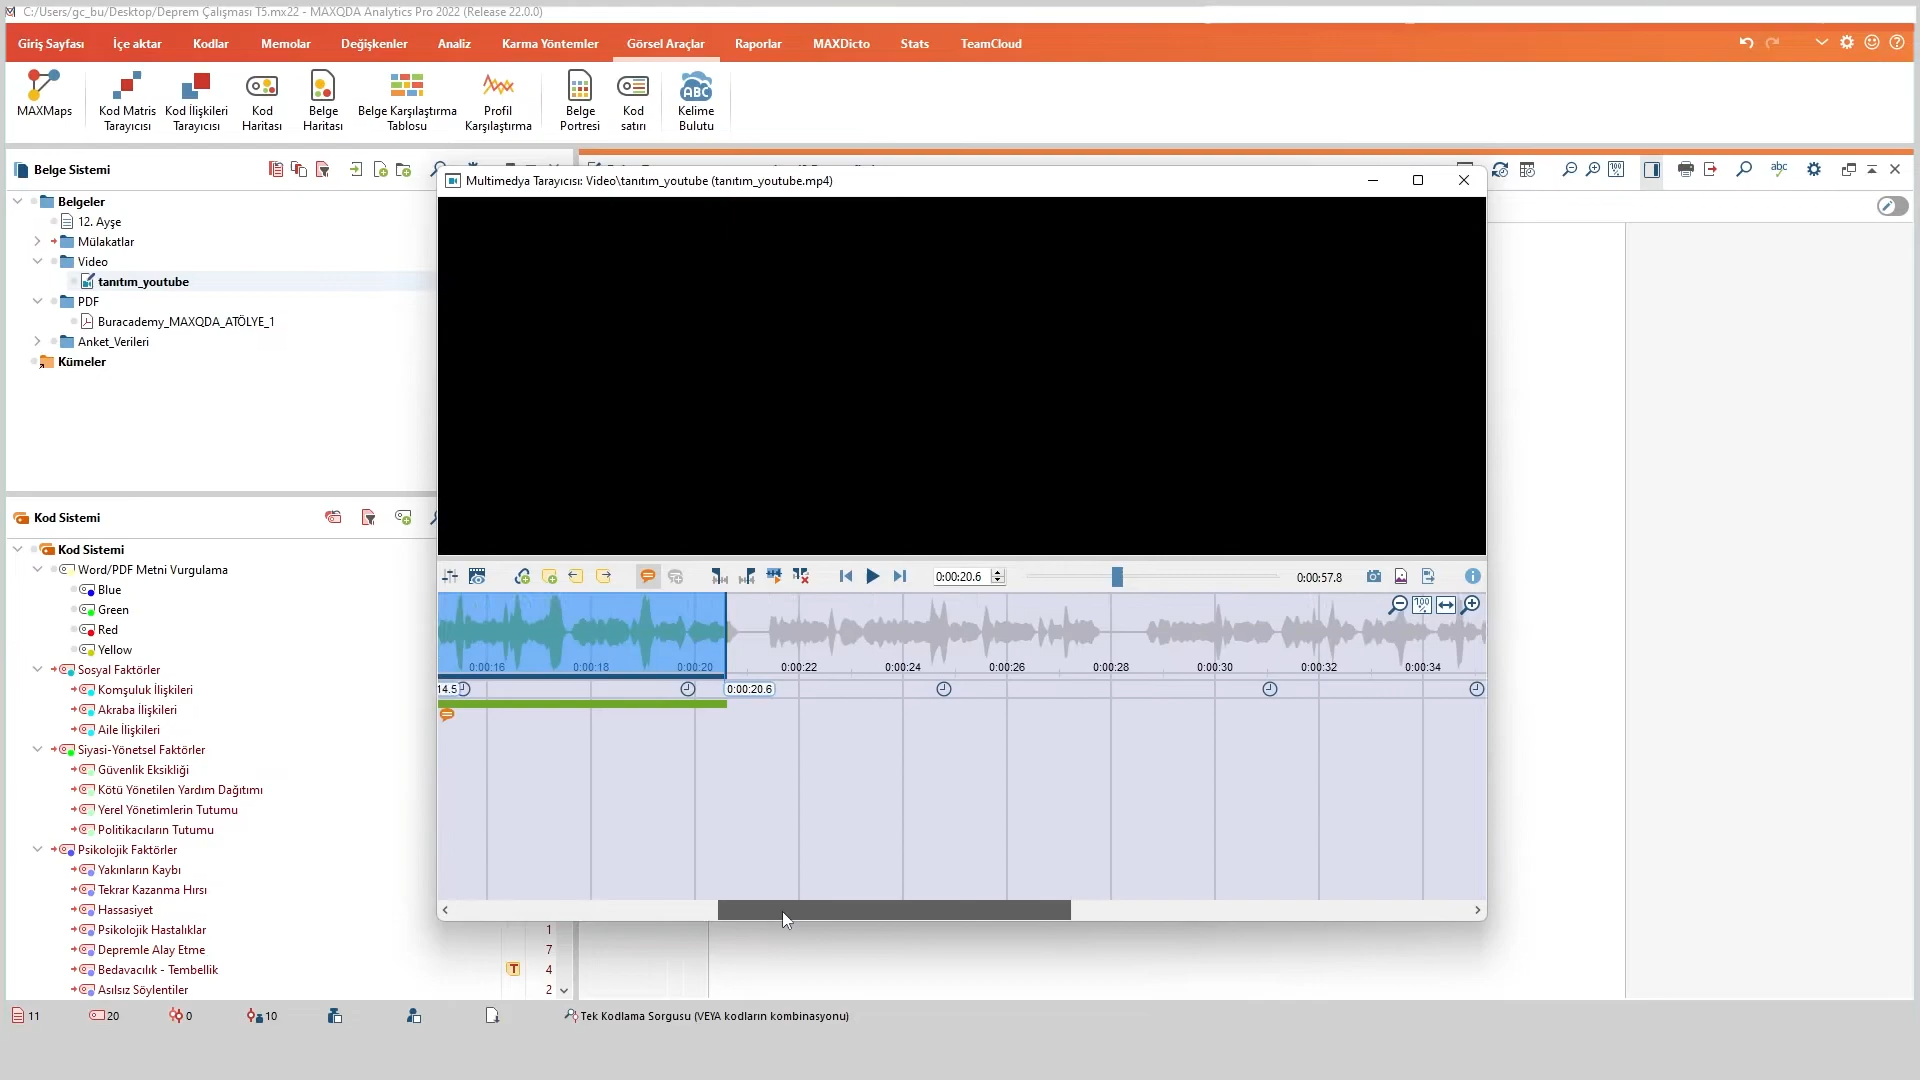 C:/Users/gc_bu/Desktop/Deprem Çalışması T5.mx22 - MAXQDA Analytics Pro 2022 (Release 22.0.0)
Giriş Sayfası İçe aktar Kodlar Memolar Değişkenler Analiz Karma Yöntemler Görsel Araçlar Raporlar MAXDicto Stats TeamCloud
MAXMaps
Kod Matris Tarayıcısı
Kod İlişkileri Tarayıcısı
Kod Haritası
Belge Haritası
Belge Karşılaştırma Tablosu
Profil Karşılaştırma
Belge Portresi
Kod satırı
ABC
Kelime Bulutu
Belge Sistemi
Belgeler
12. Ayşe
Mülakatlar
Video
tanıtım_youtube
PDF
Buracademy_MAXQDA_ATÖLYE_1
Anket_Verileri
Kümeler
Multimedya Tarayıcısı: Video\tanıtım_youtube (tanıtım_youtube.mp4)
0:00:20.6
0:00:57.8
0:00:16 0:00:18 0:00:20 0:00:22 0:00:24 0:00:26 0:00:28 0:00:30 0:00:32 0:00:34
14.5 0:00:20.6
Kod Sistemi
Kod Sistemi
Word/PDF Metni Vurgulama
Blue
Green
Red
Yellow
Sosyal Faktörler
Komşuluk İlişkileri
Akraba İlişkileri
Aile İlişkileri
Siyasi-Yönetsel Faktörler
Güvenlik Eksikliği
Kötü Yönetilen Yardım Dağıtımı
Yerel Yönetimlerin Tutumu
Politikacıların Tutumu
Psikolojik Faktörler
Yakınların Kaybı
Tekrar Kazanma Hırsı
Hassasiyet
Psikolojik Hastalıklar 1
Depremle Alay Etme 7
Bedavacılık - Tembellik T 4
Asılsız Söylentiler 2
11 20 0 10 Tek Kodlama Sorgusu (VEYA kodların kombinasyonu)